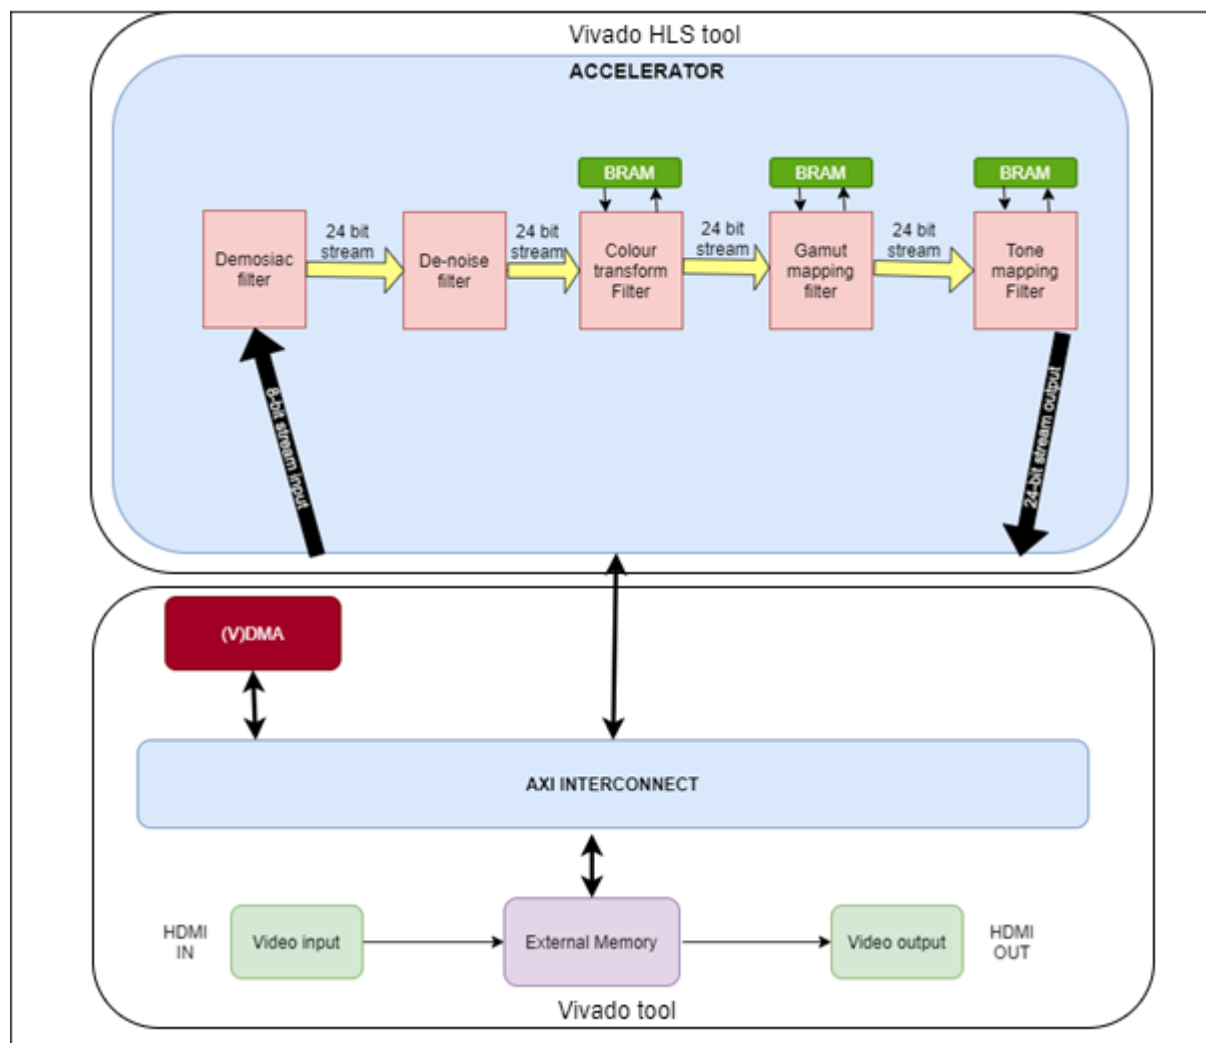 Vivado HLS tool
ACCELERATOR
BRAM
BRAM
BRAM
Demosiac
filter
24 bit
stream
De-noise
filter
24 bit
stream
Colour
transform
Filter
24 bit
stream
Gamut
mapping
filter
24 bit
stream
Tone
mapping
Filter
8-bit stream input
24-bit stream output
(V)DMA
AXI INTERCONNECT
HDMI
IN
Video input
External Memory
Video output
HDMI
OUT
Vivado tool